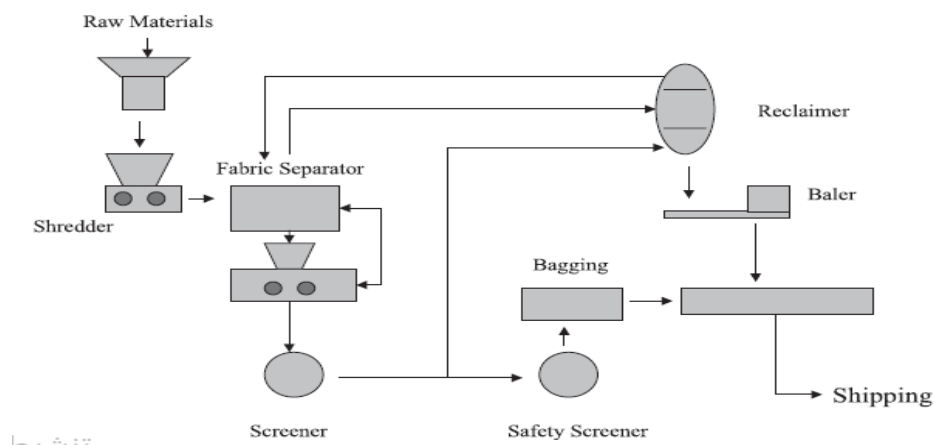 Raw Materials
Reclaimer
Fabric Separator
Shredder
Baler
Bagging
Shipping
Screener
Safety Screener